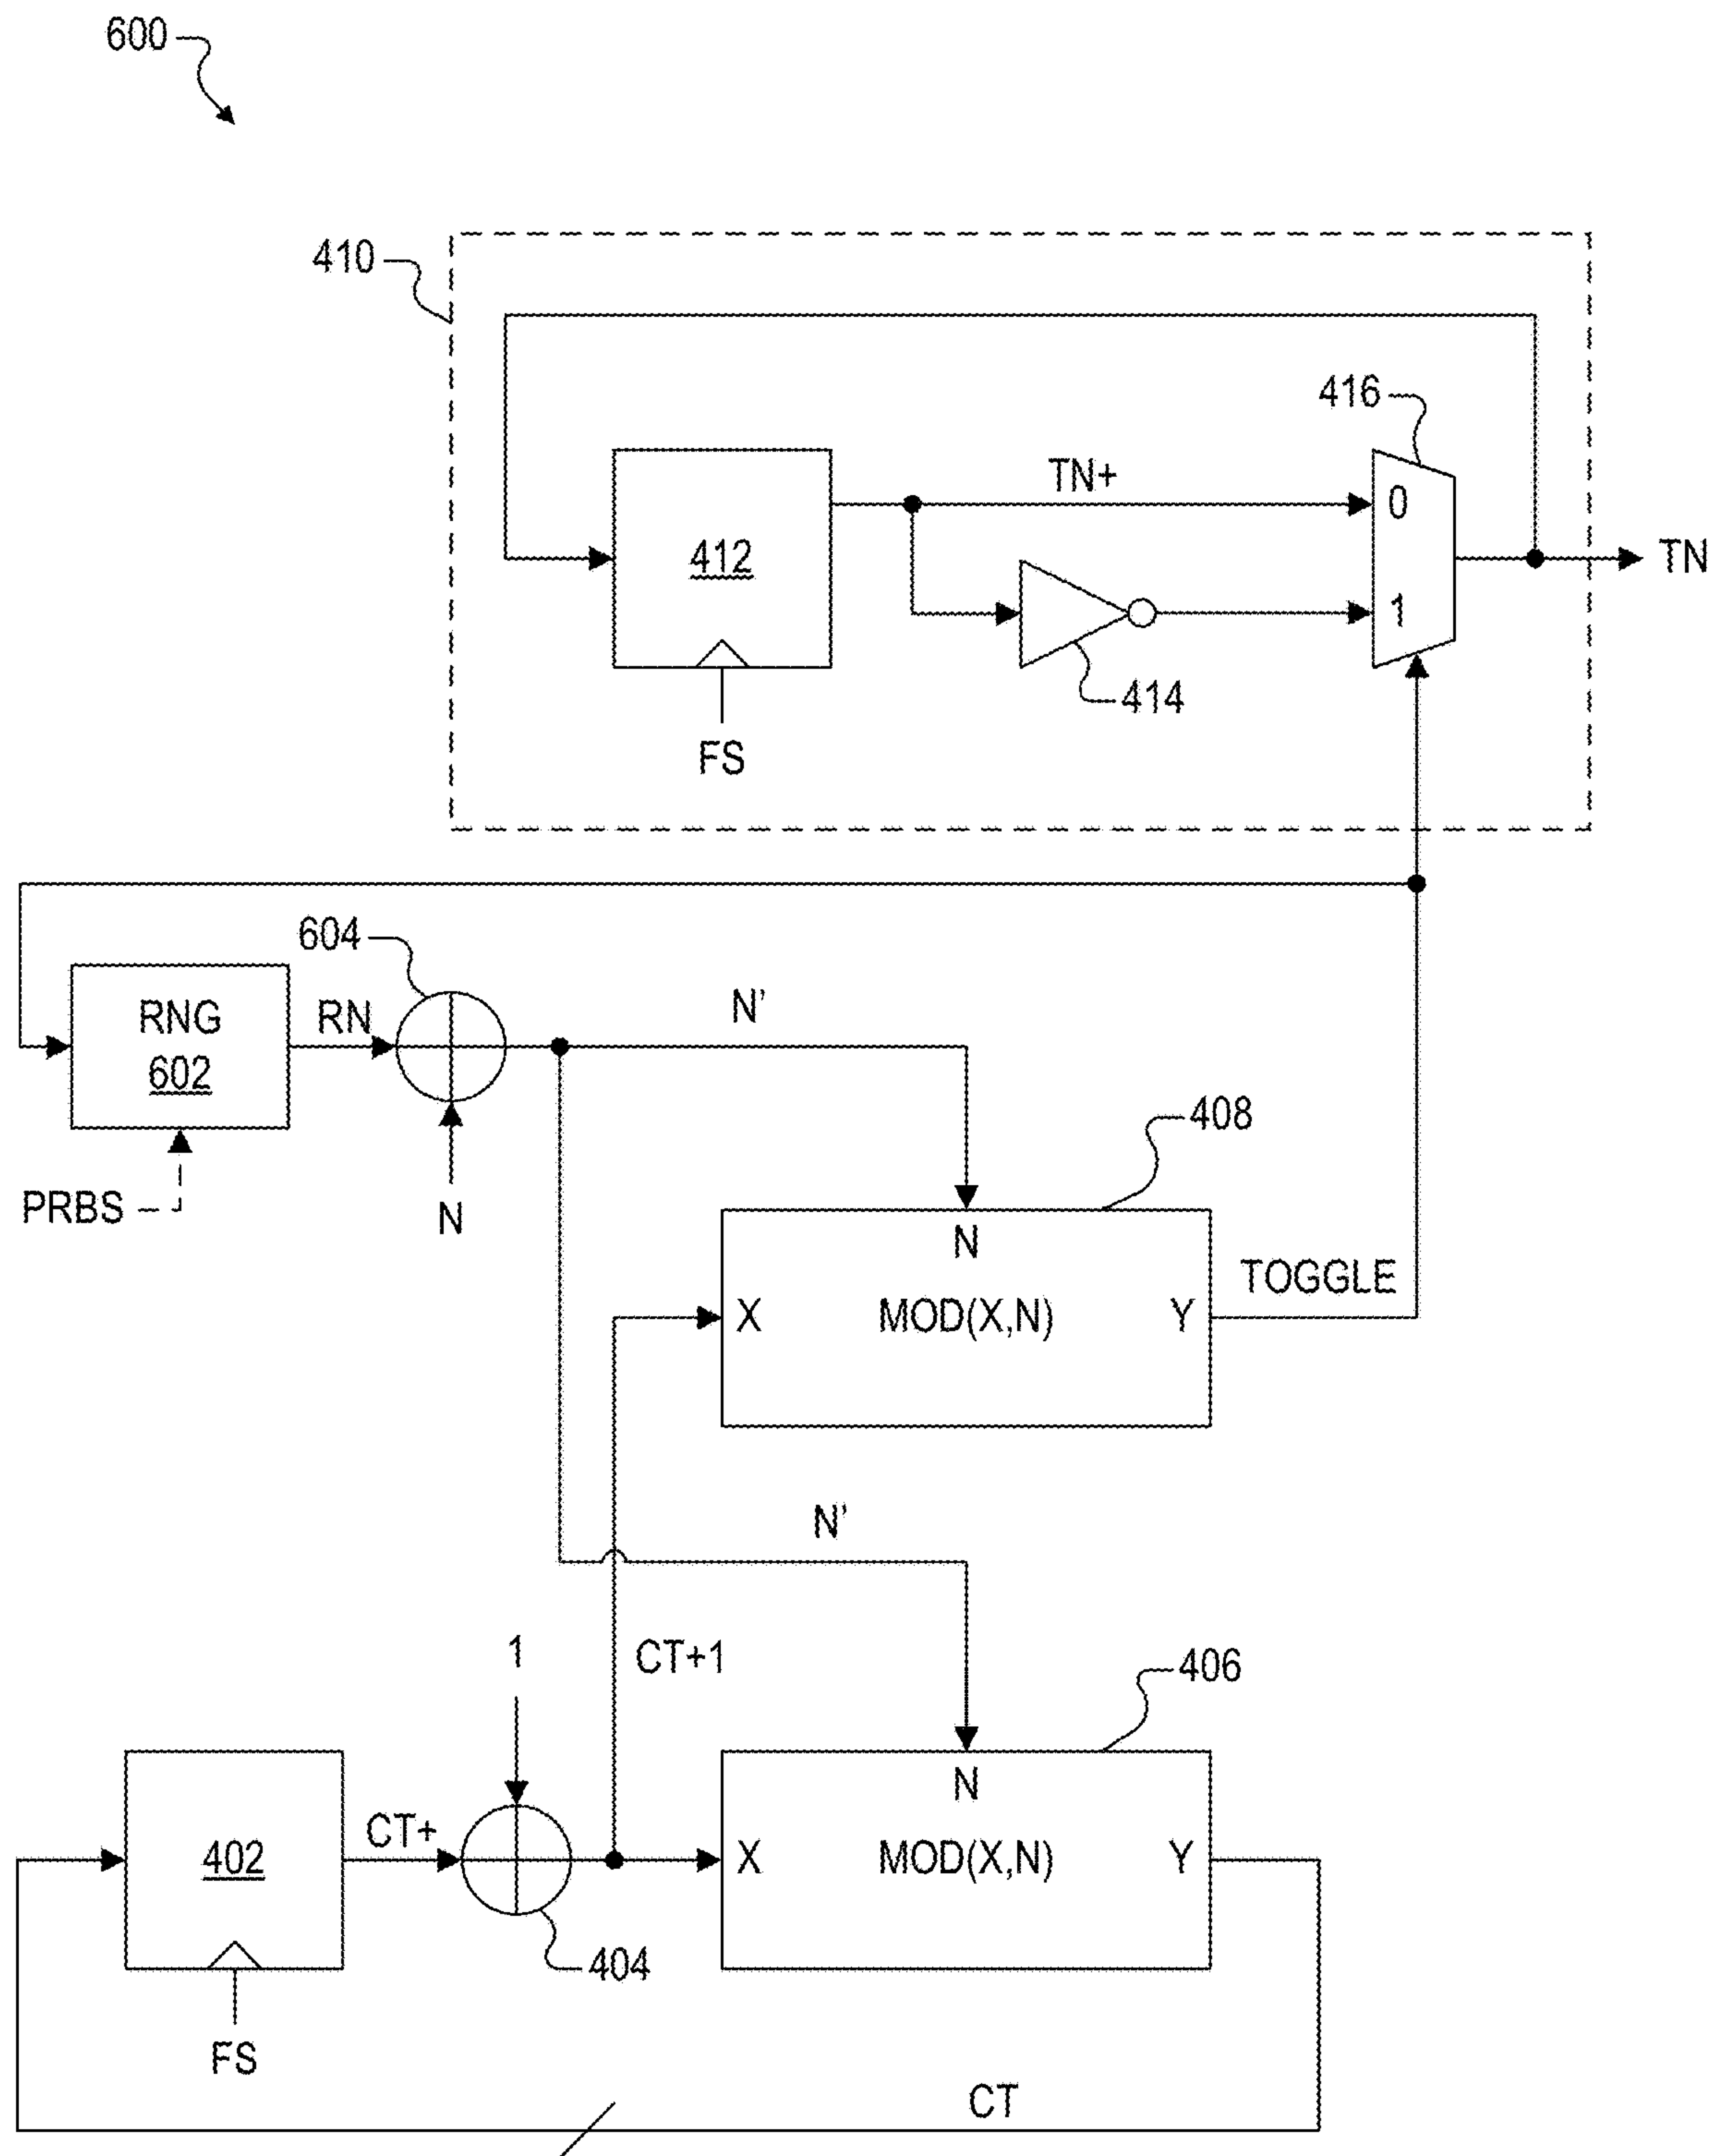 600
410
416
TN+
0
412
TN
1
414
FS
604
RNG
RN
N'
602
408
PRBS
N
N
TOGGLE
X
MOD(X,N)
Y
N'
1
CT+1
406
N
CT+
402
X
MOD(X,N)
Y
404
FS
CT